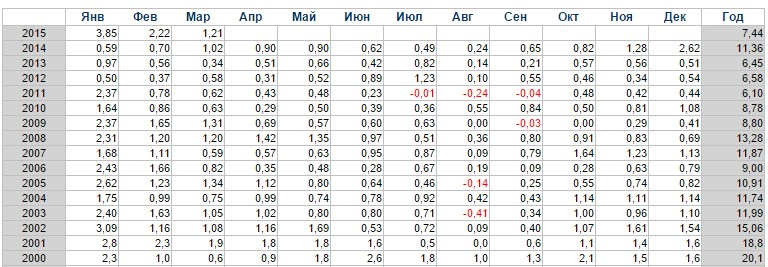 Янв Фев Мар Апр Май Июн Июл Авг Сен Окт Ноя Дек Год
2015 3,85 2,22 1,21 7,44
2014 0,59 0,70 1,02 0,90 0,90 0,62 0,49 0,24 0,65 0,82 1,28 2,62 11,36
2013 0,97 0,56 0,34 0,51 0,66 0,42 0,82 0,14 0,21 0,57 0,56 0,51 6,45
2012 0,50 0,37 0,58 0,31 0,52 0,89 1,23 0,10 0,55 0,46 0,34 0,54 6,58
2011 2,37 0,78 0,62 0,43 0,48 0,23 -0,01 -0,24 -0,04 0,48 0,42 0,44 6,10
2010 1,64 0,86 0,63 0,29 0,50 0,39 0,36 0,55 0,84 0,50 0,81 1,08 8,78
2009 2,37 1,65 1,31 0,69 0,57 0,60 0,63 0,00 -0,03 0,00 0,29 0,41 8,80
2008 2,31 1,20 1,20 1,42 1,35 0,97 0,51 0,36 0,80 0,91 0,83 0,69 13,28
2007 1,68 1,11 0,59 0,57 0,63 0,95 0,87 0,09 0,79 1,64 1,23 1,13 11,87
2006 2,43 1,66 0,82 0,35 0,48 0,28 0,67 0,19 0,09 0,28 0,63 0,79 9,00
2005 2,62 1,23 1,34 1,12 0,80 0,64 0,46 -0,14 0,25 0,55 0,74 0,82 10,91
2004 1,75 0,99 0,75 0,99 0,74 0,78 0,92 0,42 0,43 1,14 1,11 1,14 11,74
2003 2,40 1,63 1,05 1,02 0,80 0,80 0,71 -0,41 0,34 1,00 0,96 1,10 11,99
2002 3,09 1,16 1,08 1,16 1,69 0,53 0,72 0,09 0,40 1,07 1,61 1,54 15,06
2001 2,8 2,3 1,9 1,8 1,8 1,6 0,5 0,0 0,6 1,1 1,4 1,6 18,8
2000 2,3 1,0 0,6 0,9 1,8 2,6 1,8 1,0 1,3 2,1 1,5 1,6 20,1